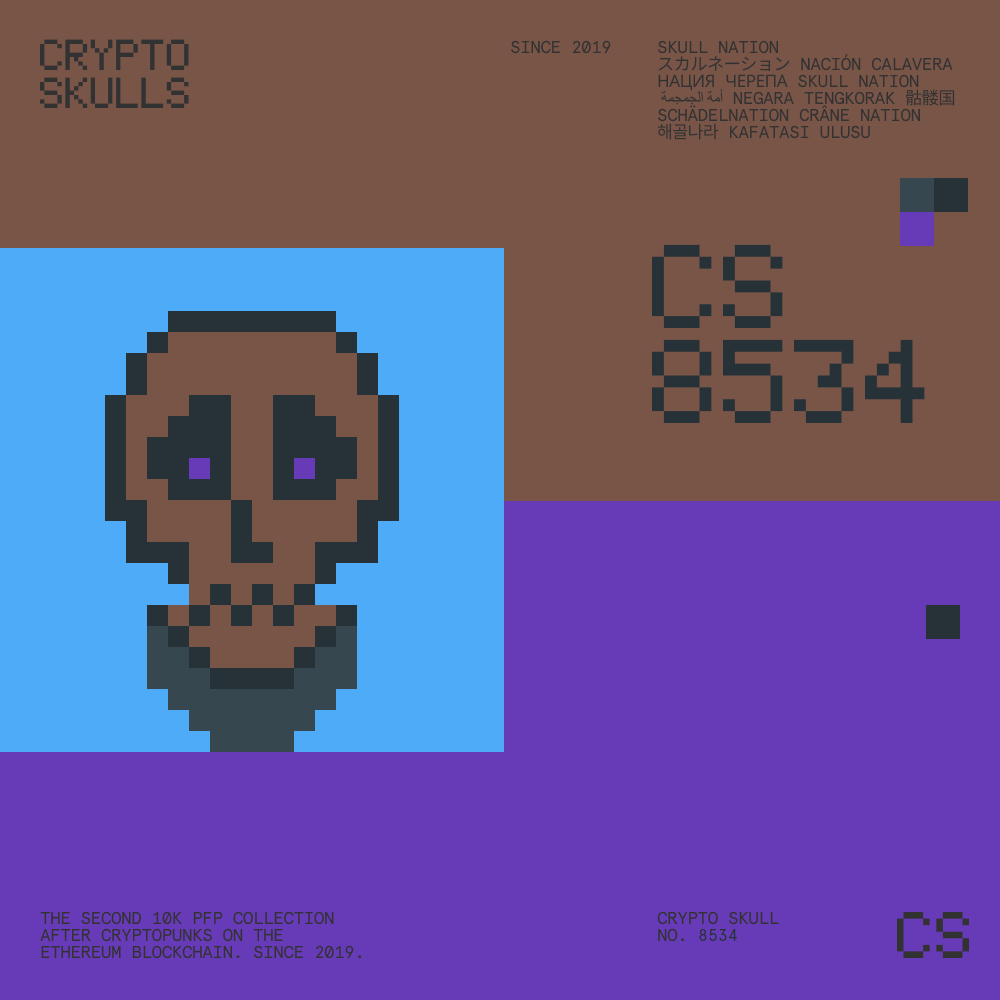 CRYPTO
SKULLS
SINCE 2019
SKULL NATION
スカルネーション NACIÓN CALAVERA
НАЦИЯ ЧЕРЕПА SKULL NATION
أمة الجمجمة NEGARA TENGKORAK 骷髅国
SCHÄDELNATION CRÂNE NATION
해골나라 KAFATASI ULUSU
CS
8534
THE SECOND 10K PFP COLLECTION
AFTER CRYPTOPUNKS ON THE
ETHEREUM BLOCKCHAIN. SINCE 2019.
CRYPTO SKULL
NO. 8534
CS